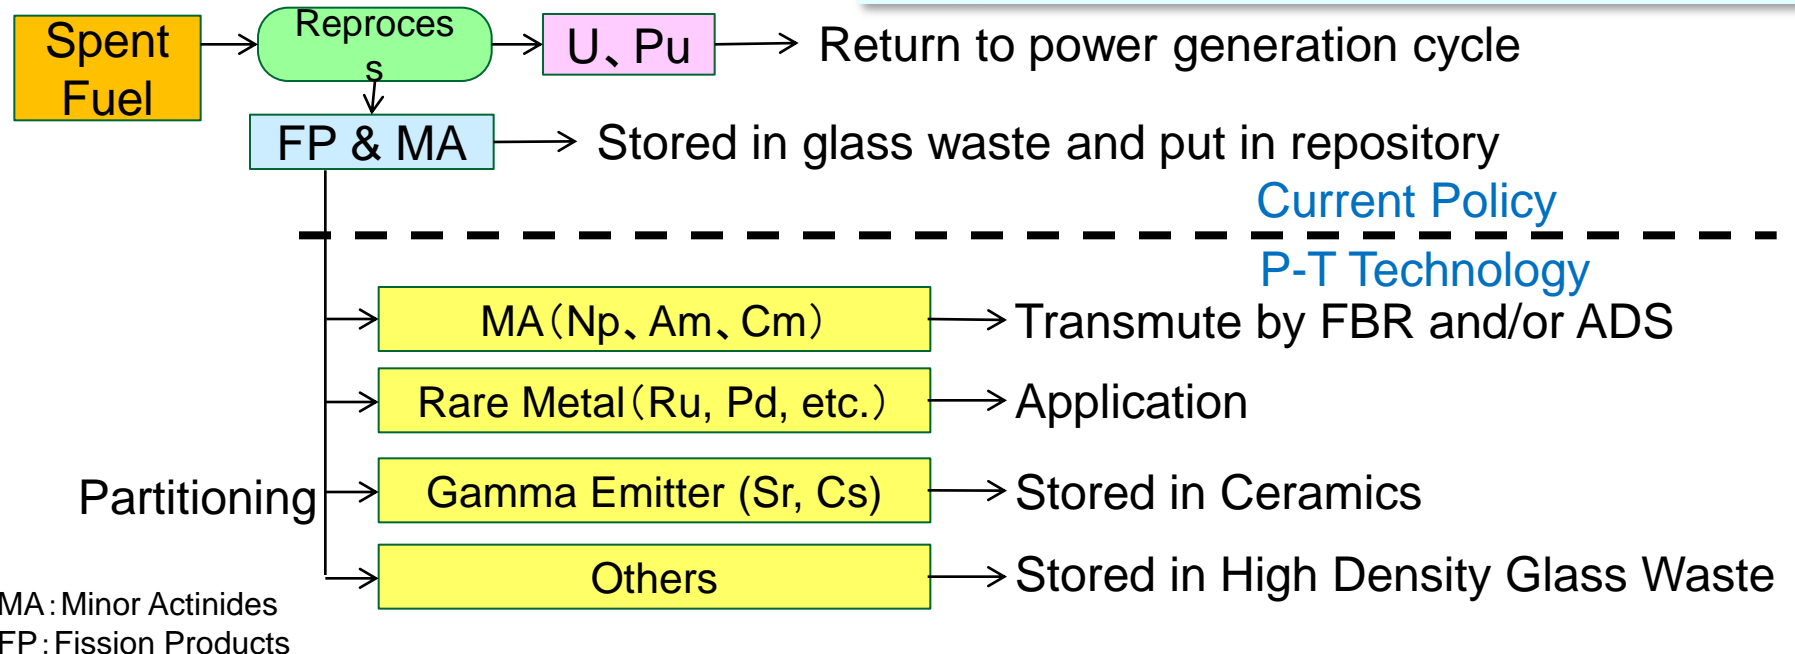 Spent
Fuel
Reproces
s
U、Pu
Return to power generation cycle
FP & MA
Stored in glass waste and put in repository
Current Policy
P-T Technology
MA（Np、Am、Cm）
Transmute by FBR and/or ADS
Rare Metal（Ru, Pd, etc.）
Application
Partitioning
Gamma Emitter (Sr, Cs)
Stored in Ceramics
Others
Stored in High Density Glass Waste
MA：Minor Actinides
FP：Fission Products